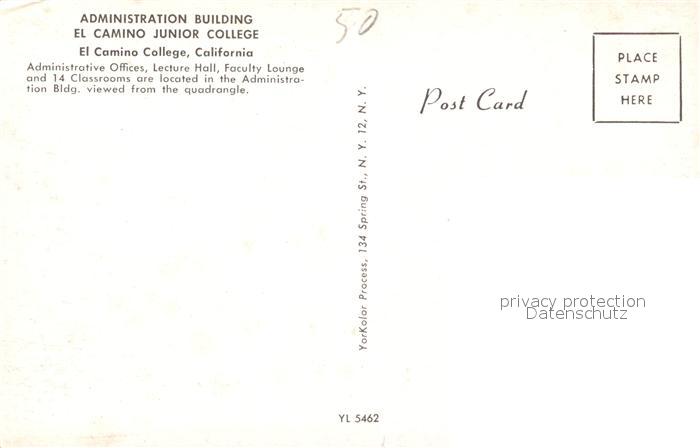 ADMINISTRATION BUILDING
EL CAMINO JUNIOR COLLEGE
El Camino College, California
Administrative Offices, Lecture Hall, Faculty Lounge
and 14 Classrooms are located in the Administra-
tion Bldg. viewed from the quadrangle.
50
YorKolor Process, 134 Spring St., N. Y. 12, N. Y.
Post Card
PLACE
STAMP
HERE
privacy protection
Datenschutz
YL 5462